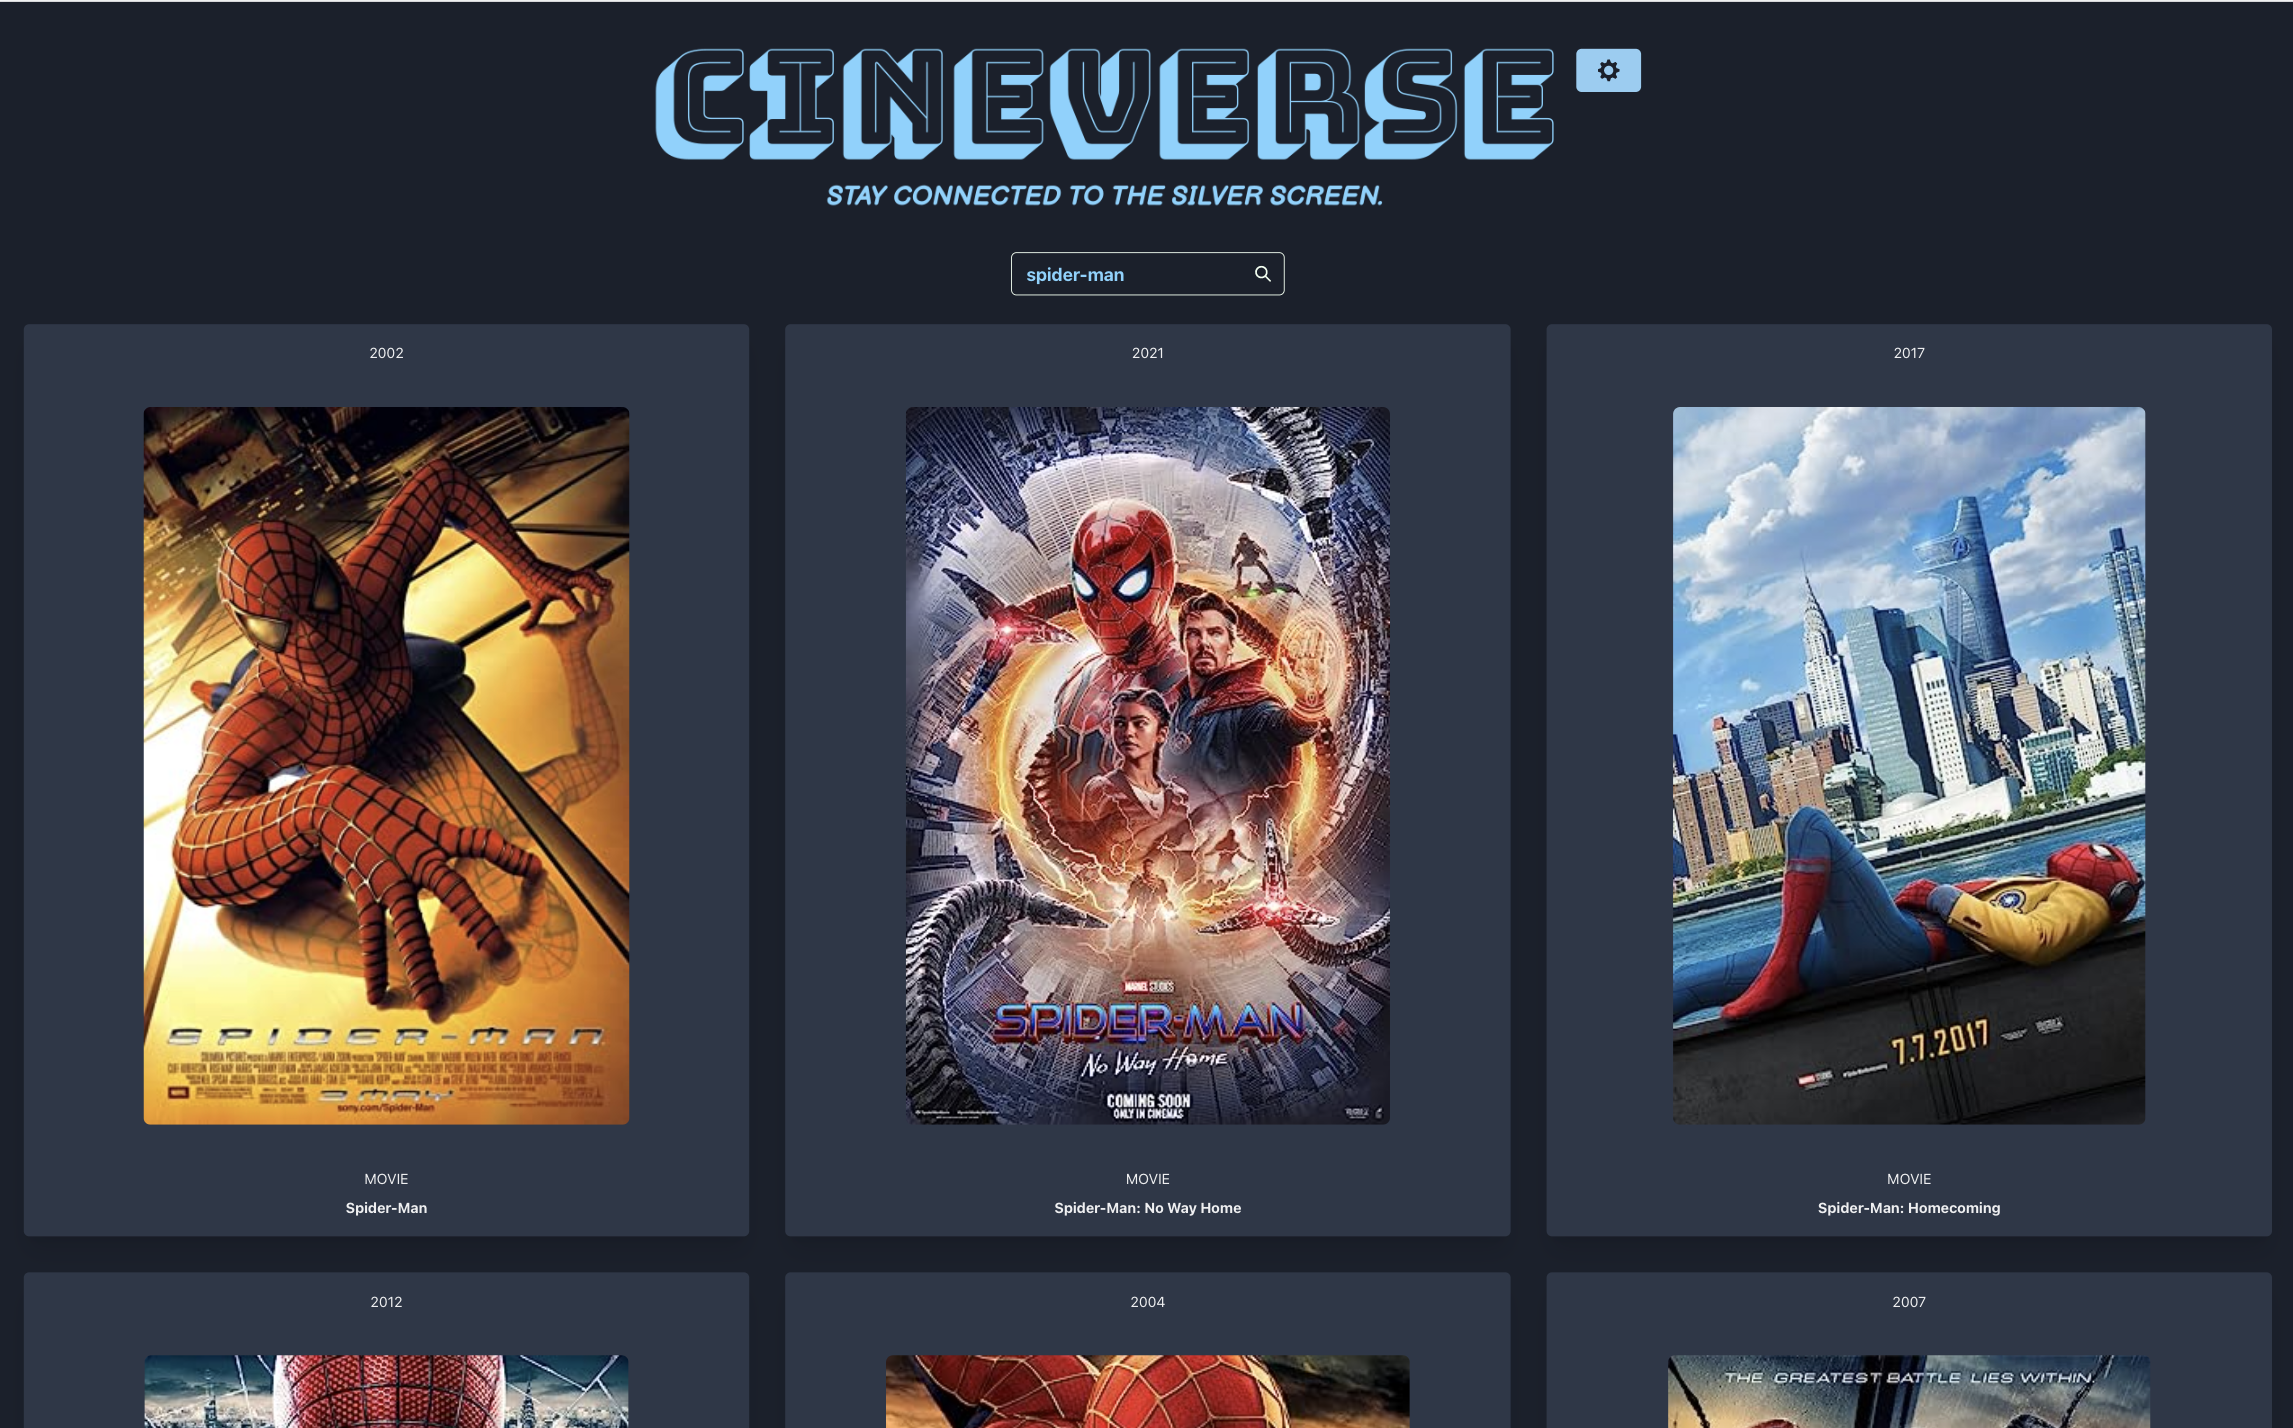 CINEVERSE
STAY CONNECTED TO THE SILVER SCREEN.
spider-man
2002
2021
2017
SPIDER-MAN
3 MAY
sony.com/Spider-Man
MARVEL STUDIOS
SPIDER-MAN
No Way Home
COMING SOON
ONLY IN CINEMAS
7.7.2017
MOVIE
MOVIE
MOVIE
Spider-Man
Spider-Man: No Way Home
Spider-Man: Homecoming
2012
2004
2007
THE GREATEST BATTLE LIES WITHIN.